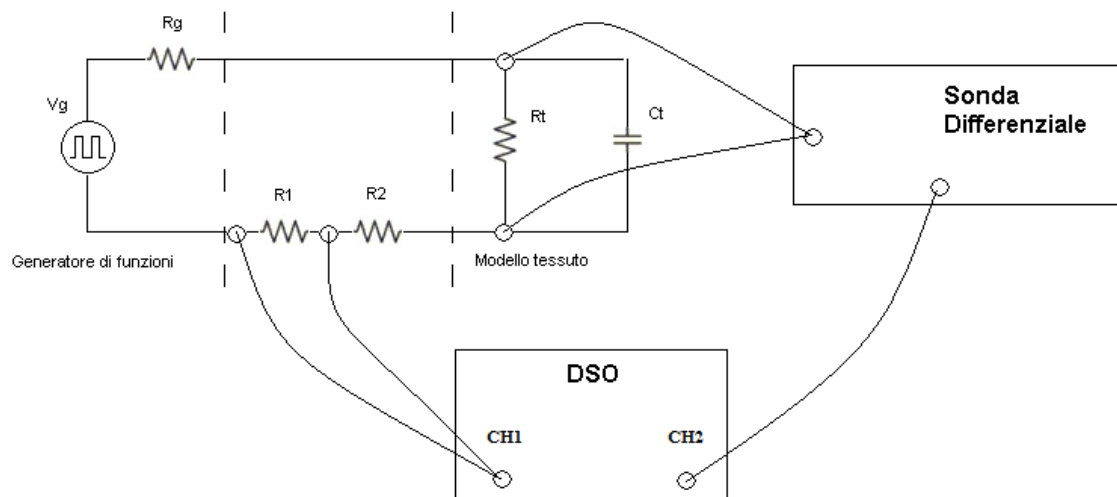 Rg
Vg
Rt
Ct
Sonda
Differenziale
R1
R2
Generatore di funzioni
Modello tessuto
DSO
CH1
CH2